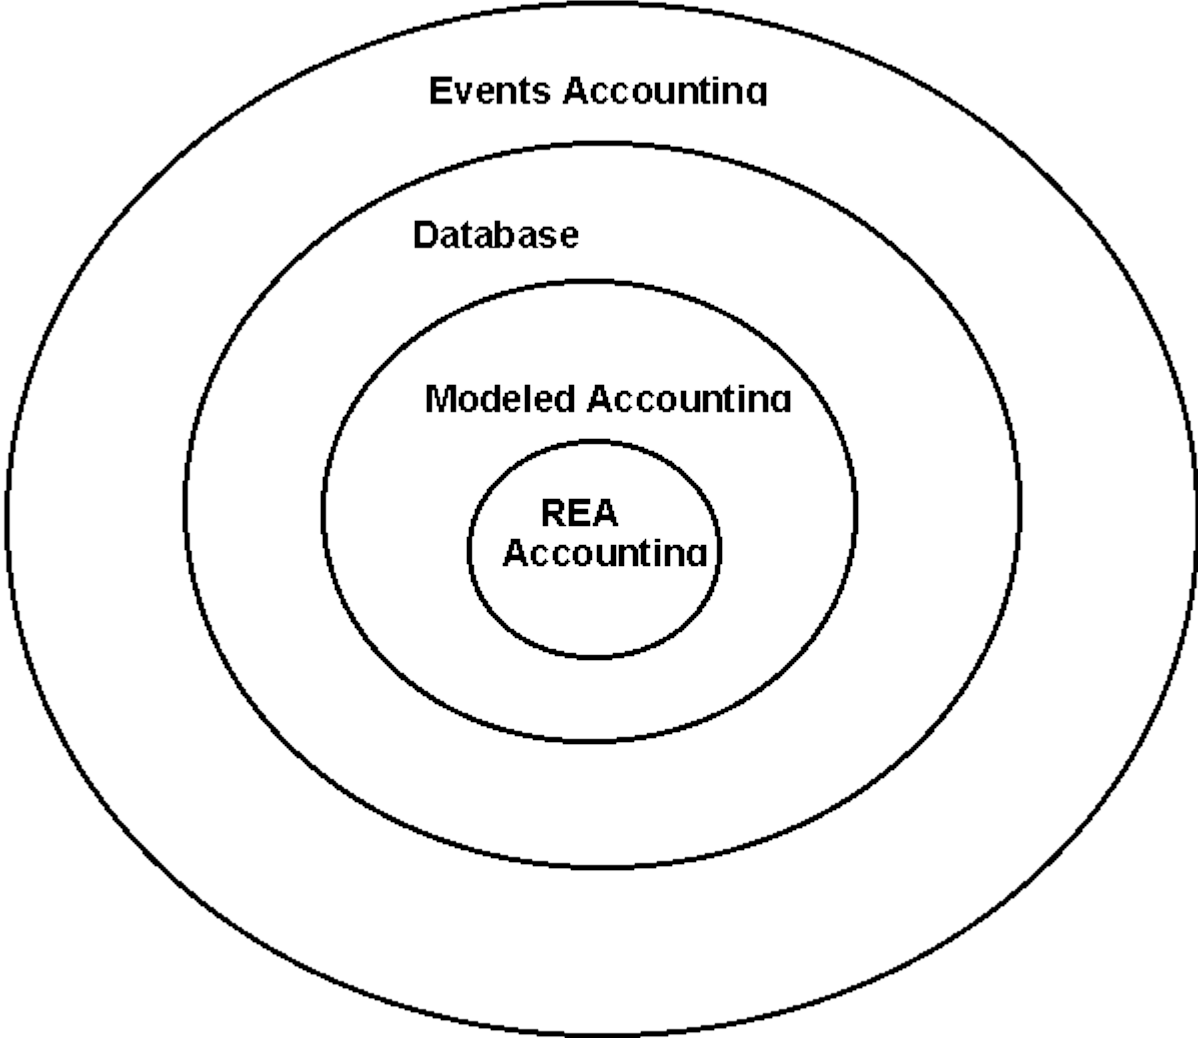 Events Accounting
Database
Modeled Accounting
REA
Accounting